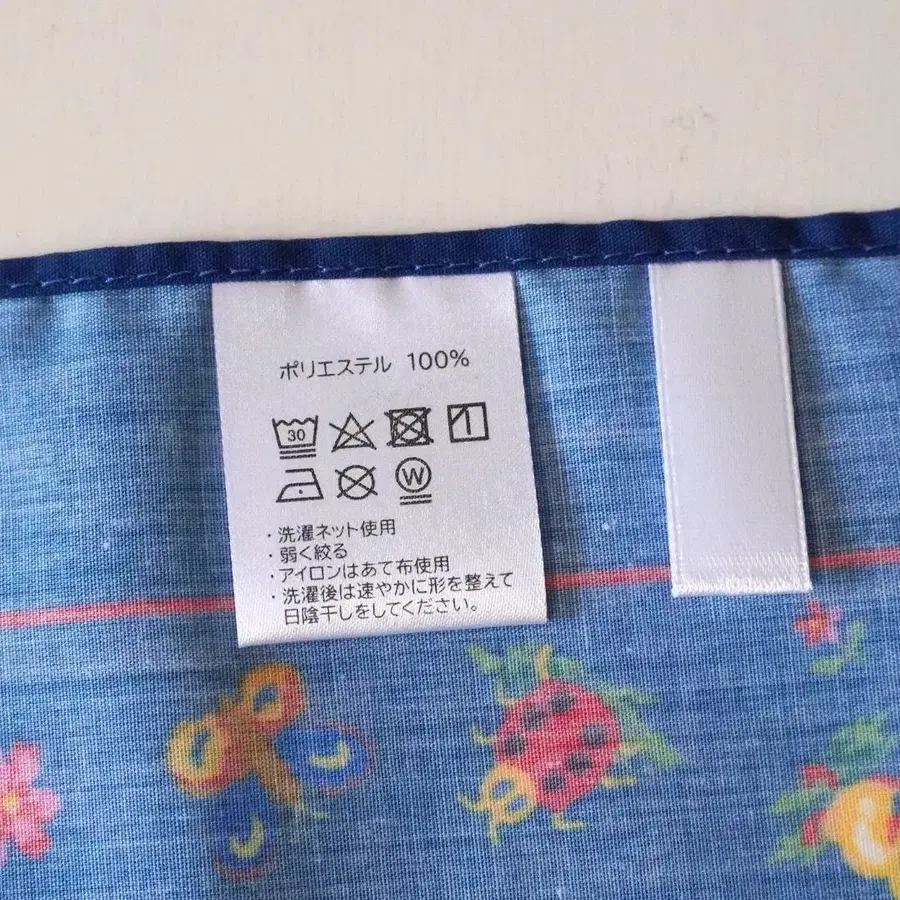 ポリエステル 100%
30
W
・洗濯ネット使用
・弱く絞る
・アイロンはあて布使用
・洗濯後は速やかに形を整えて
日陰干しをしてください。